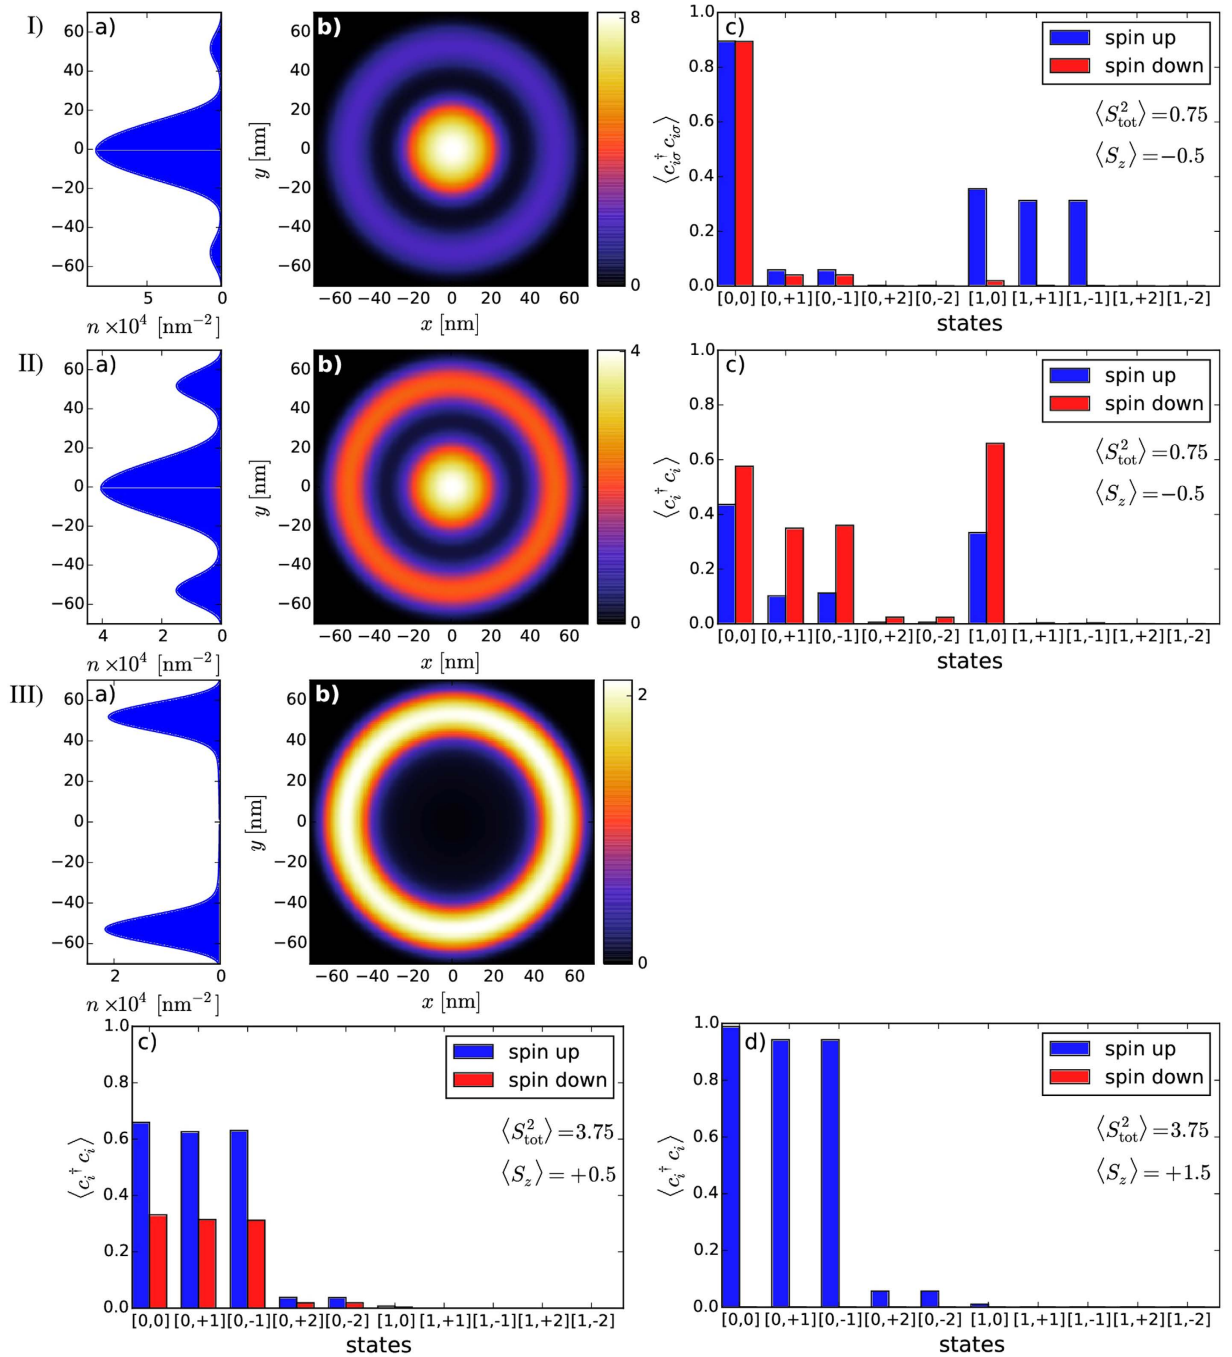 I)
a)
60
40
20
0
−20
−40
−60
5 0
n ×10⁴ [nm⁻²]
b)
y [nm]
60
40
20
0
−20
−40
−60
−60 −40 −20 0 20 40 60
x [nm]
8
0
c)
spin up
spin down
⟨S²tot⟩=0.75
⟨Sz⟩=−0.5
⟨c†iσ ciσ⟩
1.0
0.8
0.6
0.4
0.2
0.0
[0,0] [0,+1] [0,-1] [0,+2] [0,-2] [1,0] [1,+1] [1,-1] [1,+2] [1,-2]
states
II)
a)
60
40
20
0
−20
−40
−60
4 2 0
n ×10⁴ [nm⁻²]
b)
y [nm]
60
40
20
0
−20
−40
−60
−60 −40 −20 0 20 40 60
x [nm]
4
0
c)
spin up
spin down
⟨S²tot⟩=0.75
⟨Sz⟩=−0.5
⟨ci† ci⟩
1.0
0.8
0.6
0.4
0.2
0.0
[0,0] [0,+1] [0,-1] [0,+2] [0,-2] [1,0] [1,+1] [1,-1] [1,+2] [1,-2]
states
III)
a)
60
40
20
0
−20
−40
−60
2 0
n ×10⁴ [nm⁻²]
b)
y [nm]
60
40
20
0
−20
−40
−60
−60 −40 −20 0 20 40 60
x [nm]
2
0
c)
spin up
spin down
⟨S²tot⟩=3.75
⟨Sz⟩=+0.5
⟨ci† ci⟩
1.0
0.8
0.6
0.4
0.2
0.0
[0,0] [0,+1] [0,-1] [0,+2] [0,-2] [1,0] [1,+1] [1,-1] [1,+2] [1,-2]
states
d)
spin up
spin down
⟨S²tot⟩=3.75
⟨Sz⟩=+1.5
⟨ci† ci⟩
1.0
0.8
0.6
0.4
0.2
0.0
[0,0] [0,+1] [0,-1] [0,+2] [0,-2] [1,0] [1,+1] [1,-1] [1,+2] [1,-2]
states